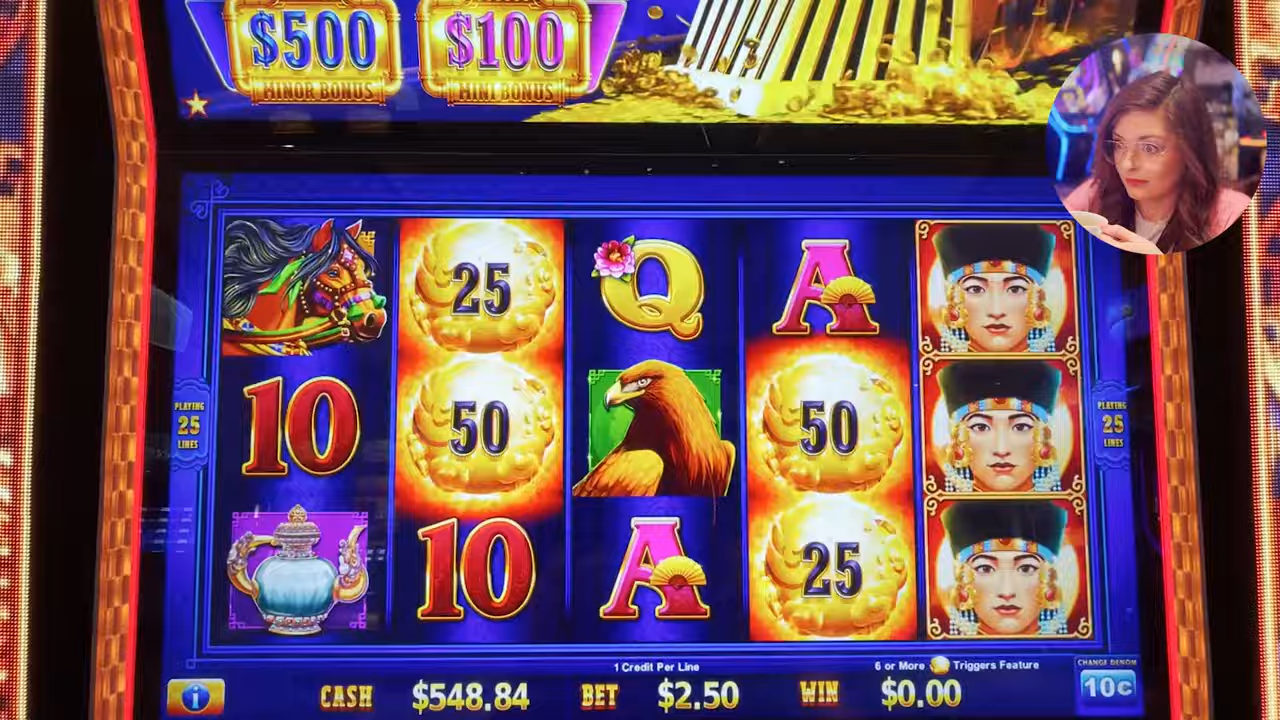 $500 $100
MINOR BONUS MINI BONUS
25 Q A
10 50 50
PLAYING
25
LINES
PLAYING
25
LINES
10 A 25
1 Credit Per Line 6 or More Triggers Feature
CHANGE DENOM
CASH $548.84 BET $2.50 WIN $0.00 10¢